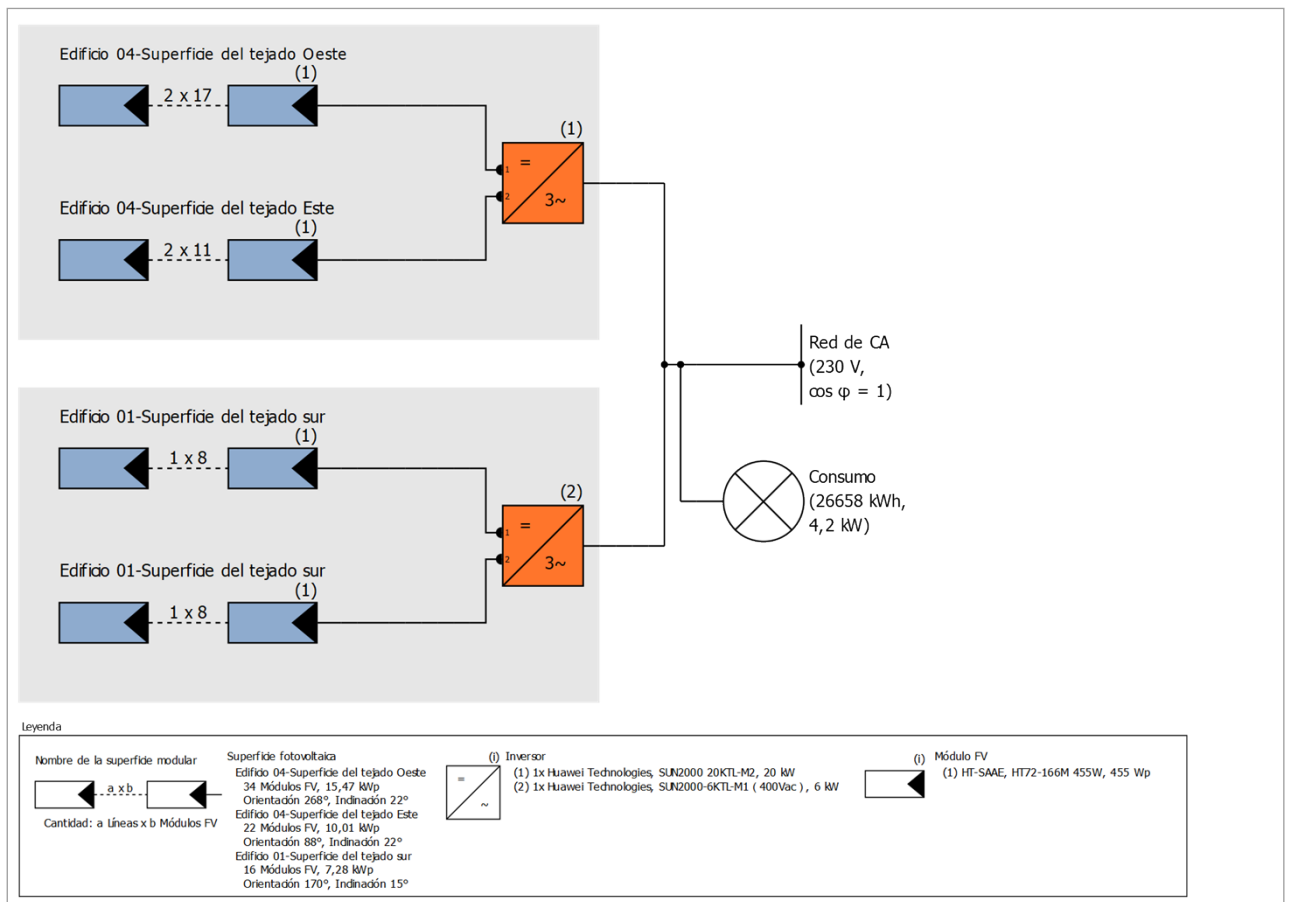 Edificio 04-Superficie del tejado Oeste
(1)
2 x 17
(1)
=
1
2
3~
Edificio 04-Superficie del tejado Este
(1)
2 x 11
Red de CA
(230 V,
cos φ = 1)
Edificio 01-Superficie del tejado sur
(1)
1 x 8
(2)
=
1
2
3~
Consumo
(26658 kWh,
4,2 kW)
Edificio 01-Superficie del tejado sur
(1)
1 x 8
Leyenda
Nombre de la superficie modular
a x b
Cantidad: a Líneas x b Módulos FV
Superficie fotovoltaica
Edificio 04-Superficie del tejado Oeste
34 Módulos FV, 15,47 kWp
Orientación 268°, Inclinación 22°
Edificio 04-Superficie del tejado Este
22 Módulos FV, 10,01 kWp
Orientación 88°, Inclinación 22°
Edificio 01-Superficie del tejado sur
16 Módulos FV, 7,28 kWp
Orientación 170°, Inclinación 15°
=
~
(i) Inversor
(1) 1x Huawei Technologies, SUN2000 20KTL-M2, 20 kW
(2) 1x Huawei Technologies, SUN2000-6KTL-M1 ( 400Vac ) , 6 kW
(i) Módulo FV
(1) HT-SAAE, HT72-166M 455W, 455 Wp